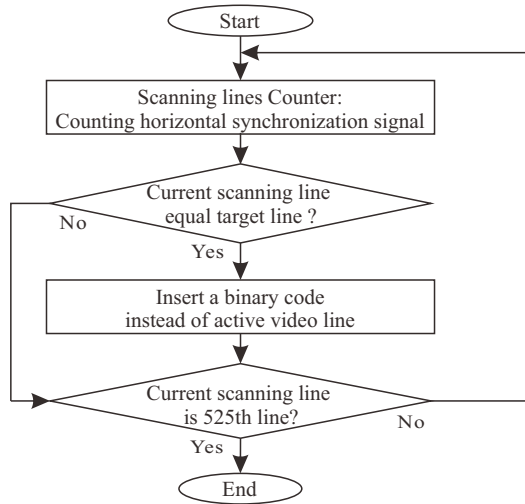 Start
Scanning lines Counter:
Counting horizontal synchronization signal
Current scanning line
equal target line ?
No
Yes
Insert a binary code
instead of active video line
Current scanning line
is 525th line?
No
Yes
End